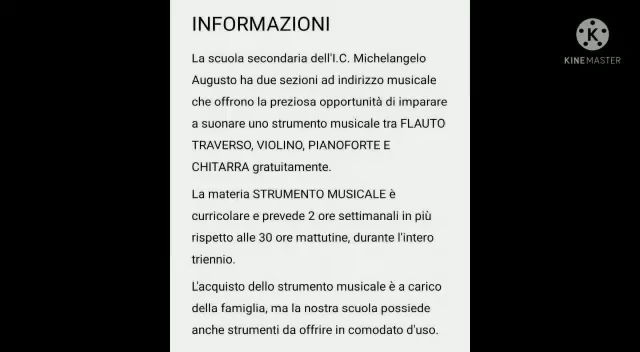 INFORMAZIONI
La scuola secondaria dell'I.C. Michelangelo
Augusto ha due sezioni ad indirizzo musicale
che offrono la preziosa opportunità di imparare
a suonare uno strumento musicale tra FLAUTO
TRAVERSO, VIOLINO, PIANOFORTE E
CHITARRA gratuitamente.
La materia STRUMENTO MUSICALE è
curricolare e prevede 2 ore settimanali in più
rispetto alle 30 ore mattutine, durante l'intero
triennio.
L'acquisto dello strumento musicale è a carico
della famiglia, ma la nostra scuola possiede
anche strumenti da offrire in comodato d'uso.
K
KINEMASTER